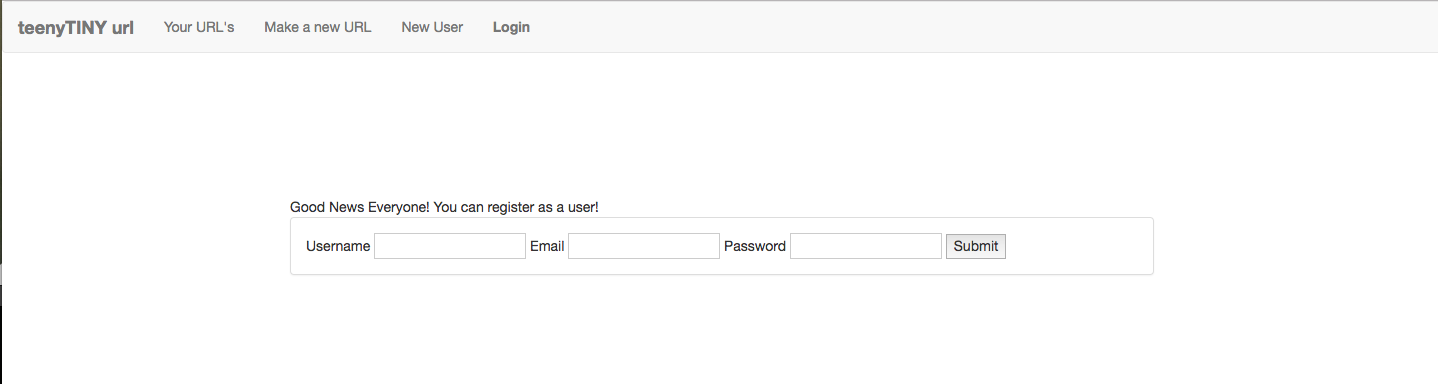 teenyTINY url Your URL's Make a new URL New User Login
Good News Everyone! You can register as a user!
Username Email Password Submit